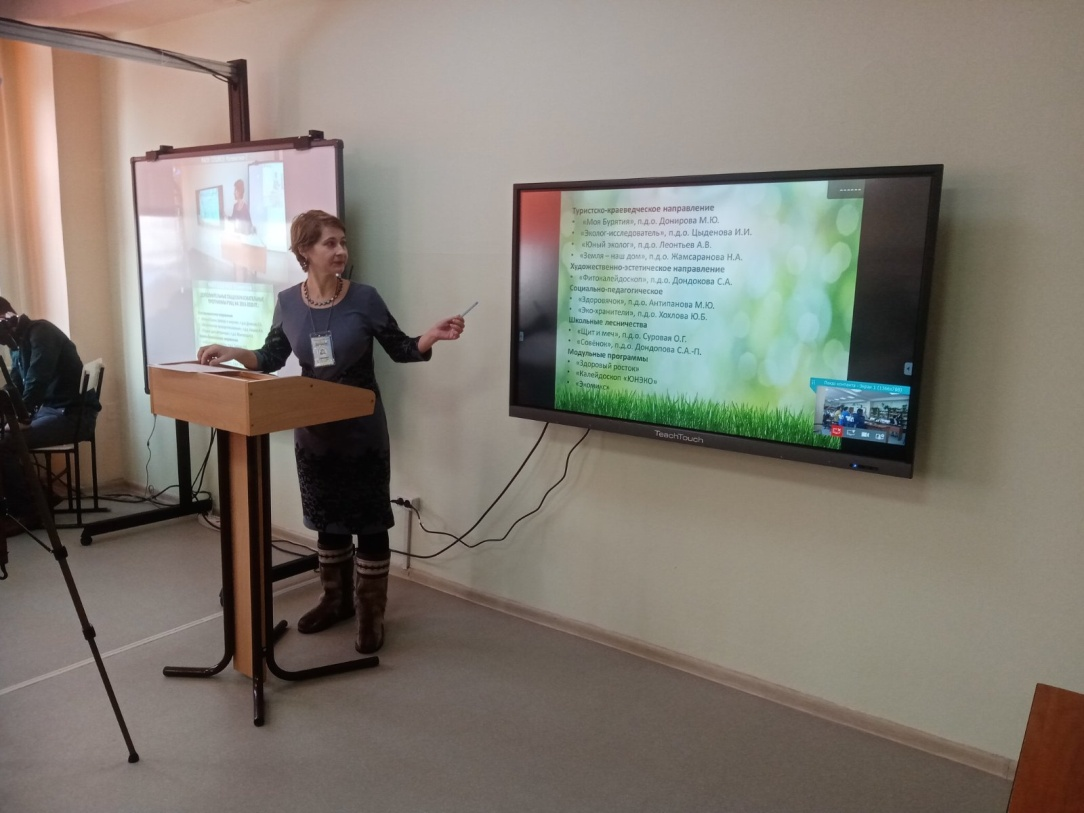 Туристско-краеведческое направление
• «Моя Бурятия», п.д.о. Донирова М.Ю.
• «Эколог-исследователь», п.д.о. Цыденова И.И.
• «Юный эколог», п.д.о. Леонтьев А.В.
• «Земля – наш дом», п.д.о. Жамсаранова Н.А.
Художественно-эстетическое направление
• «Фитокалейдоскоп», п.д.о. Дондокова С.А.
Социально-педагогическое
• «Здоровячок», п.д.о. Антипанова М.Ю.
• «Эко-хранители», п.д.о. Хохлова Ю.Б.
Школьные лесничества
• «Щит и меч», п.д.о. Суровая О.Г.
• «Совёнок», п.д.о. Дондопова С.А.-П.
Модульные программы
• «Здоровый росток»
• «Калейдоскоп «ЮНЭКО»
• «Экомикс»
TeachTouch